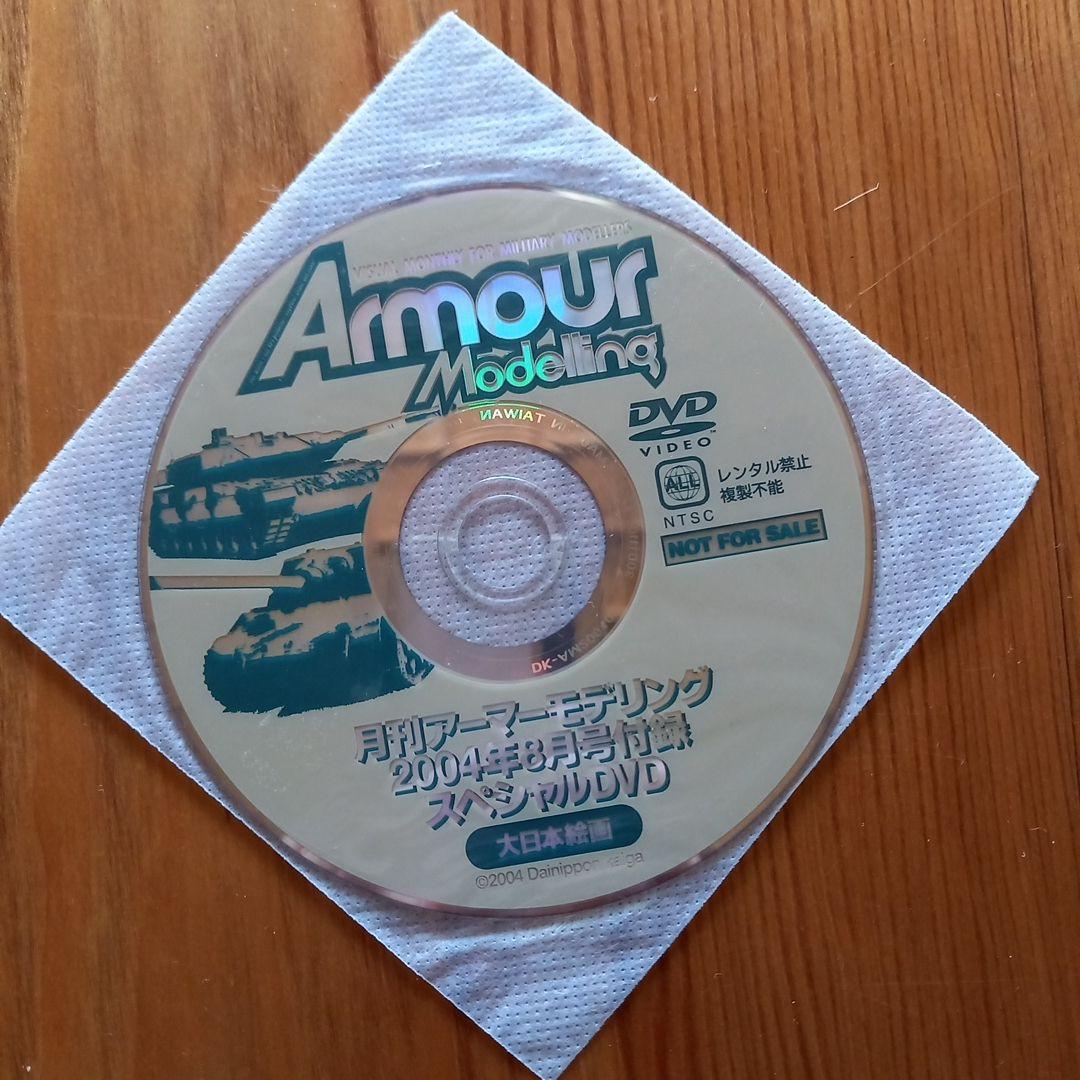 VISUAL MONTHLY FOR MILITARY MODELLERS
Armour
Modelling
TAIWAN
DVD
VIDEO
ALL
レンタル禁止
複製不能
NTSC
NOT FOR SALE
DK-
月刊アーマーモデリング
2004年8月号付録
スペシャルDVD
大日本絵画
©2004 Dainippon kaiga